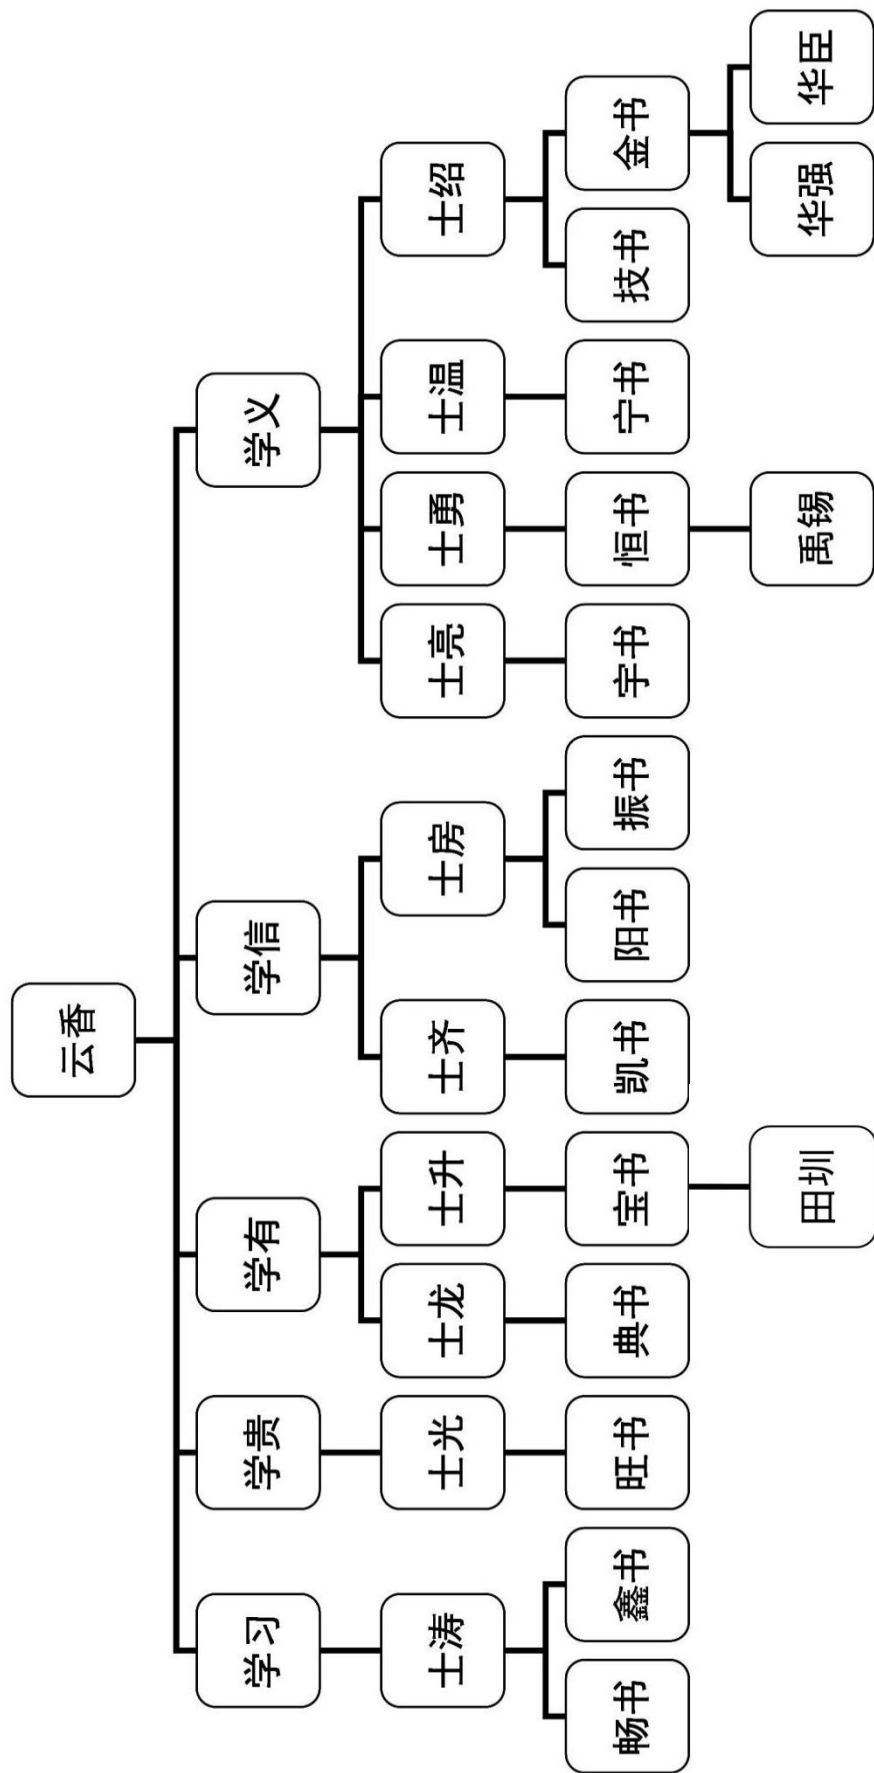 云香
学习
学贵
学有
学信
学义
士涛
士光
士龙
士升
士齐
士房
士亮
士勇
士温
士绍
畅书
鑫书
旺书
典书
宝书
凯书
阳书
振书
宇书
恒书
宁书
技书
金书
田圳
禹锡
华强
华臣